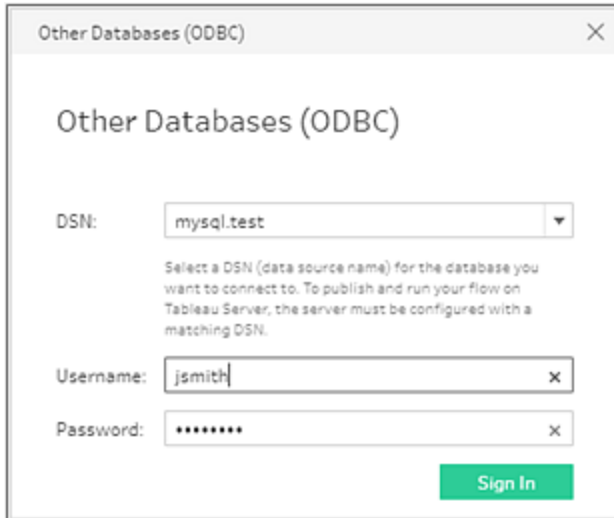 Other Databases (ODBC)
Other Databases (ODBC)
DSN: mysql.test
Select a DSN (data source name) for the database you
want to connect to. To publish and run your flow on
Tableau Server, the server must be configured with a
matching DSN.
Username: jsmith
Password: ••••••••
Sign In